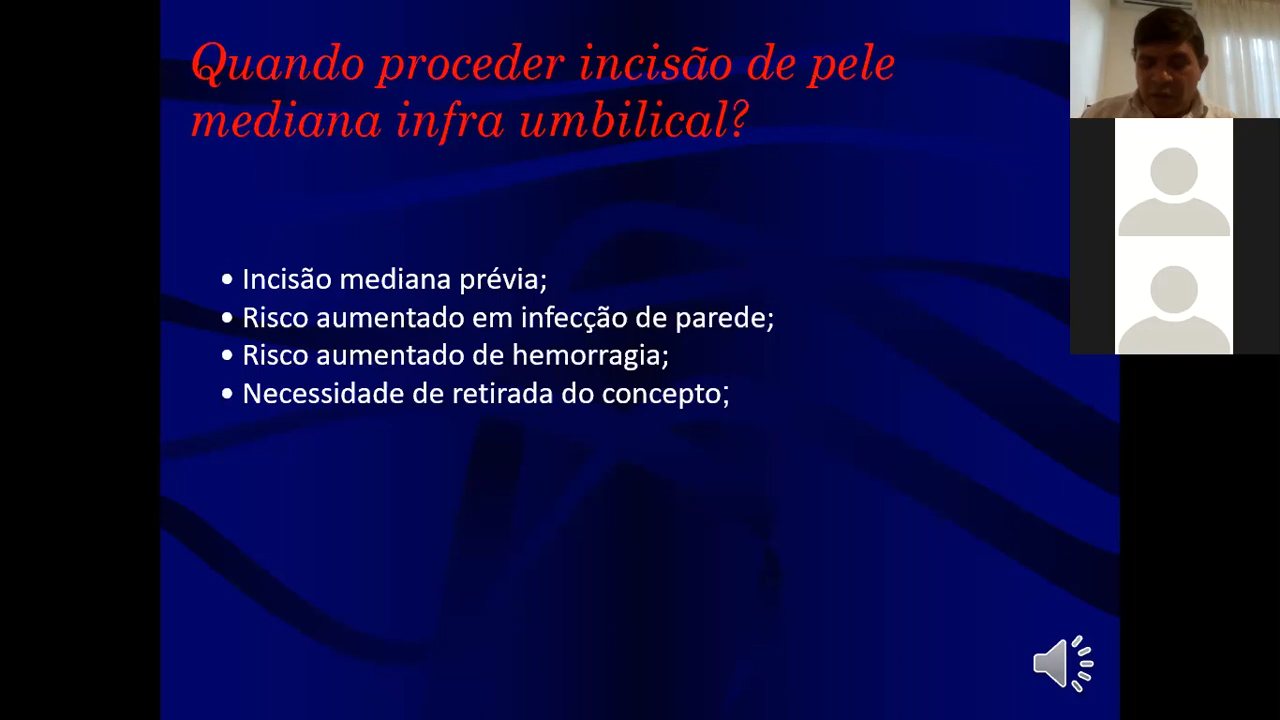 Quando proceder incisão de pele
mediana infra umbilical?
• Incisão mediana prévia;
• Risco aumentado em infecção de parede;
• Risco aumentado de hemorragia;
• Necessidade de retirada do concepto;